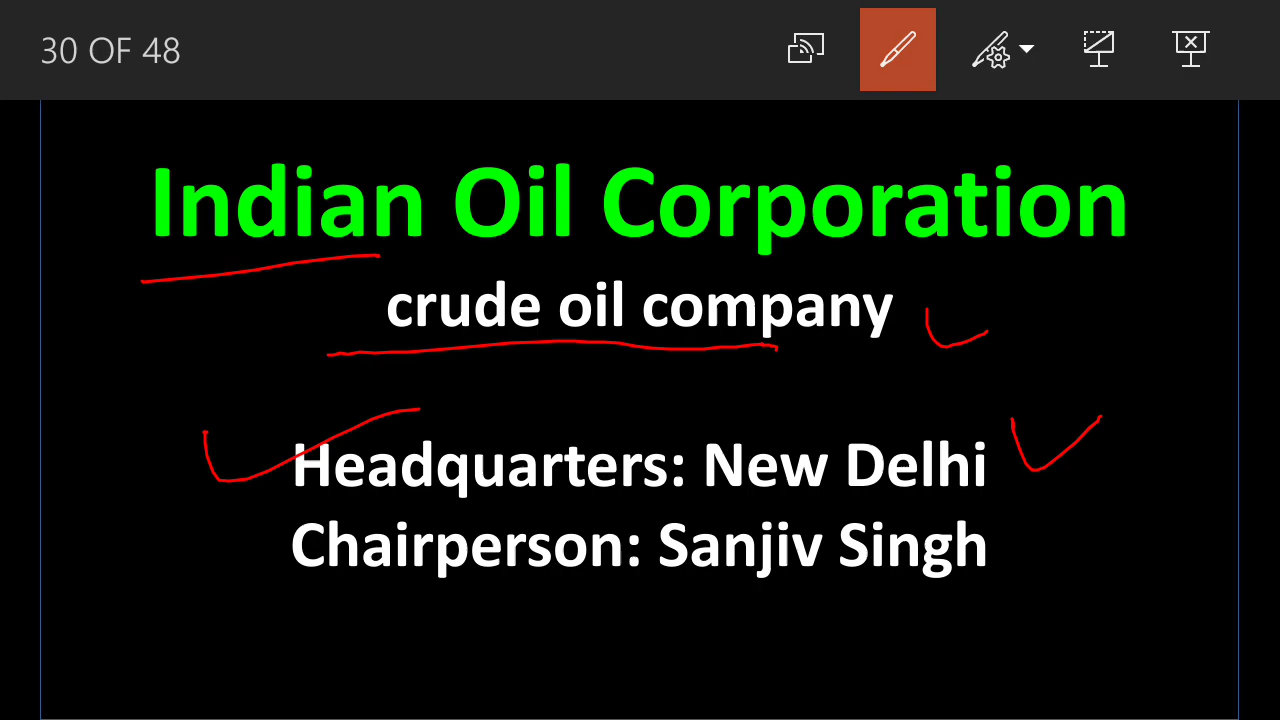 30 OF 48
Indian Oil Corporation
crude oil company
Headquarters: New Delhi
Chairperson: Sanjiv Singh